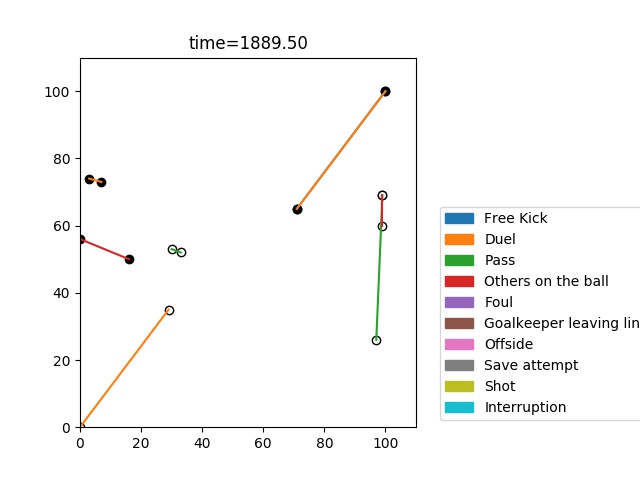 time=1889.50
100
80
60
40
20
0
0 20 40 60 80 100
Free Kick
Duel
Pass
Others on the ball
Foul
Goalkeeper leaving lin
Offside
Save attempt
Shot
Interruption